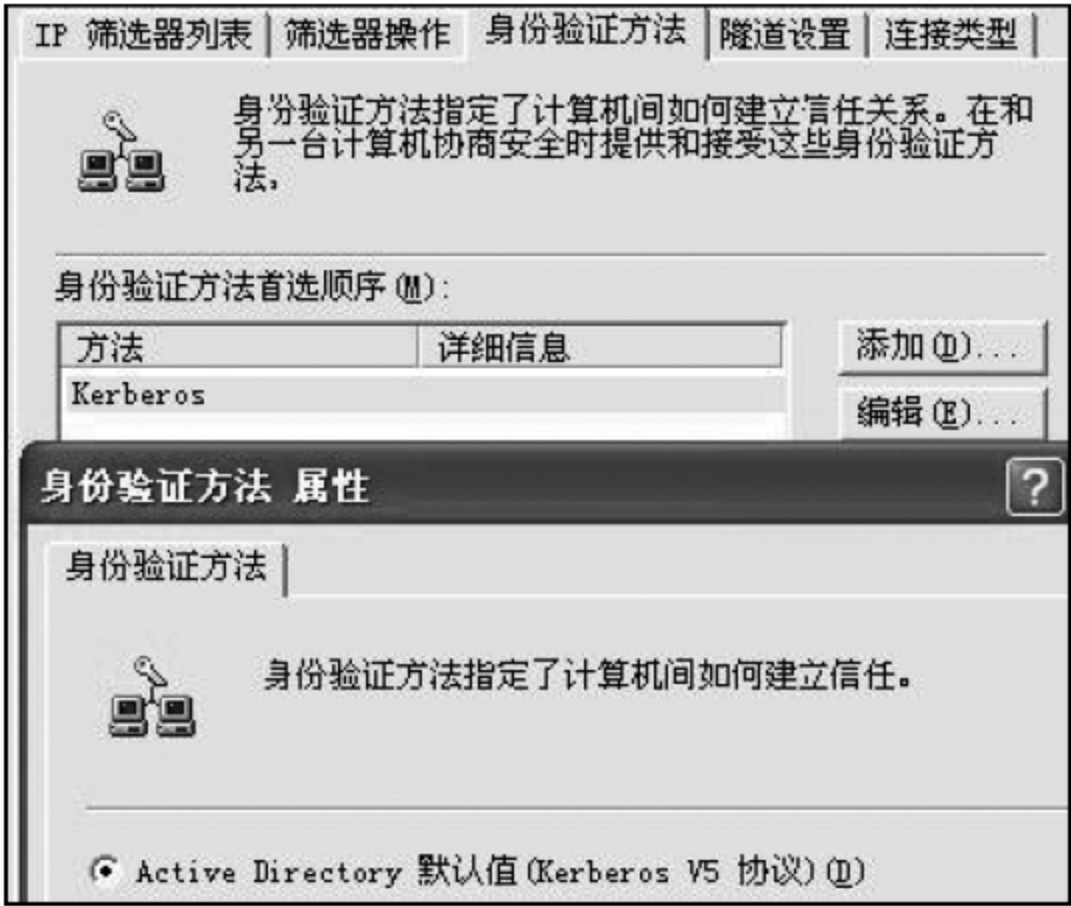 IP 筛选器列表 筛选器操作 身份验证方法 隧道设置 连接类型
身份验证方法指定了计算机间如何建立信任关系。在和
另一台计算机协商安全时提供和接受这些身份验证方
法。
身份验证方法首选顺序(M):
方法 详细信息 添加(D)...
Kerberos
编辑(E)...
身份验证方法 属性 ?
身份验证方法
身份验证方法指定了计算机间如何建立信任。
Active Directory 默认值(Kerberos V5 协议)(D)